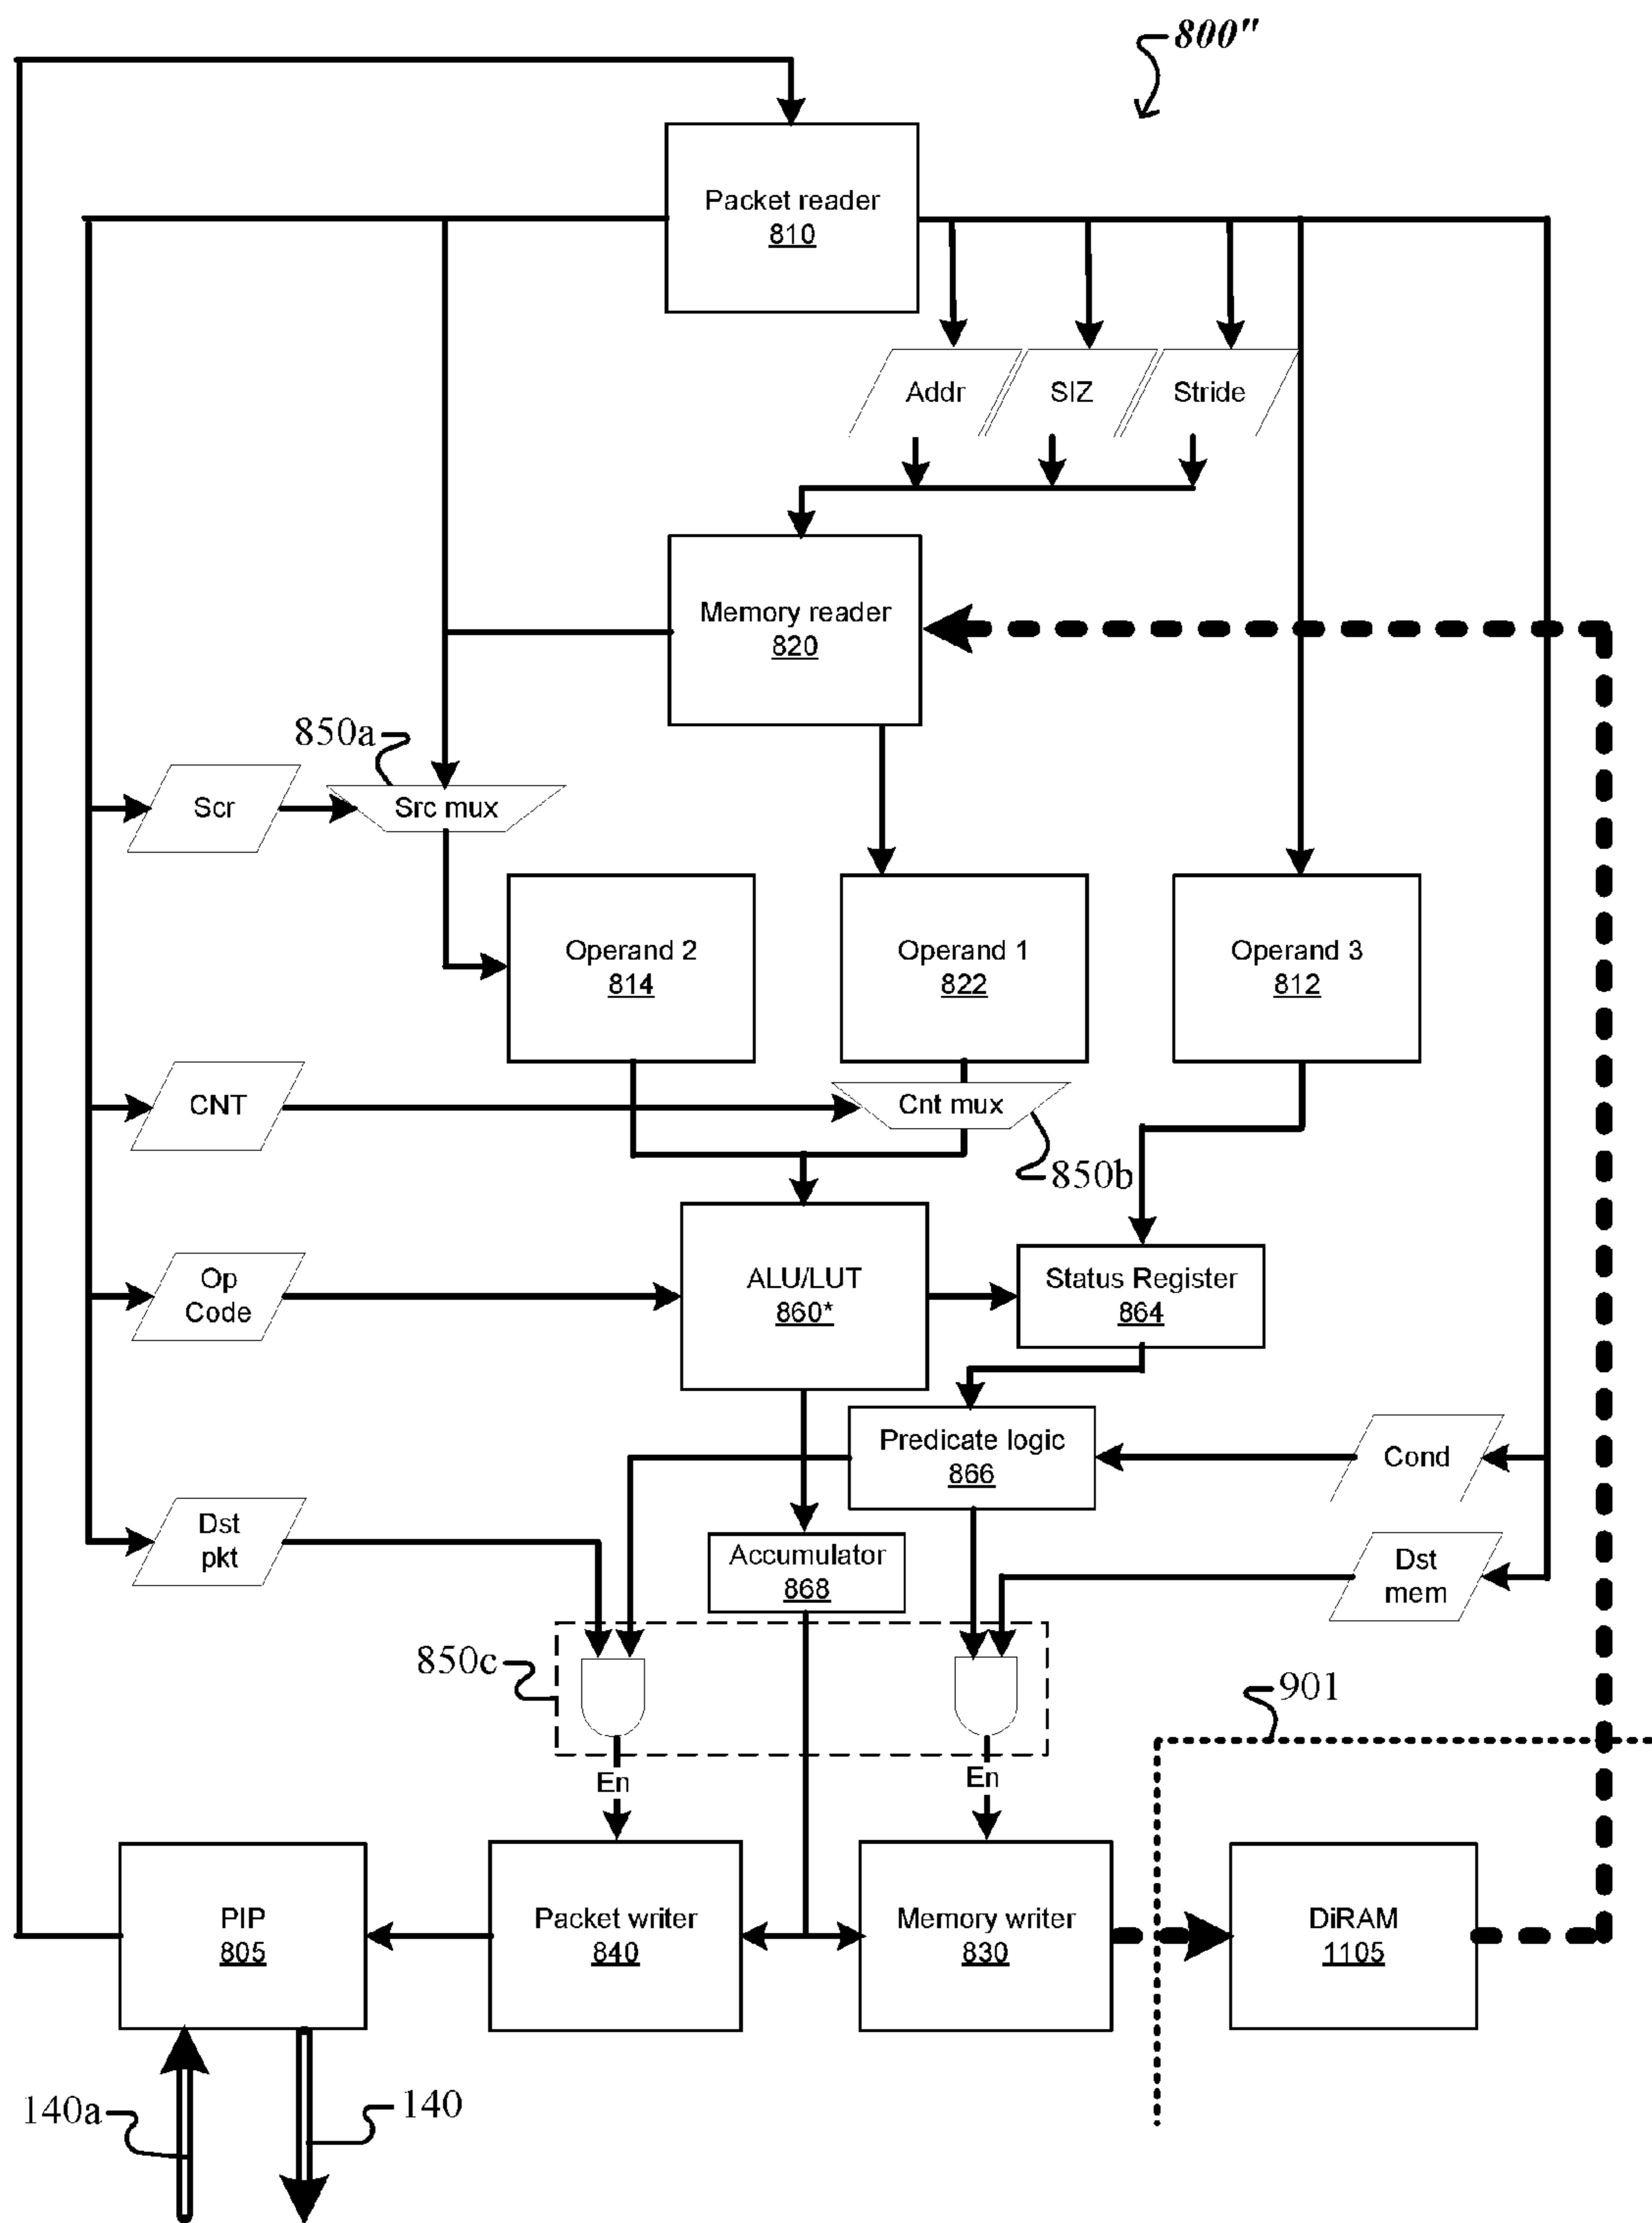 800"
Packet reader
810
Addr
SIZ
Stride
Memory reader
820
850a
Scr
Src mux
Operand 2
814
Operand 1
822
Operand 3
812
CNT
Cnt mux
850b
Op
Code
ALU/LUT
860*
Status Register
864
Predicate logic
866
Cond
Dst
pkt
Accumulator
868
Dst
mem
850c
901
En
En
PIP
805
Packet writer
840
Memory writer
830
DiRAM
1105
140a
140